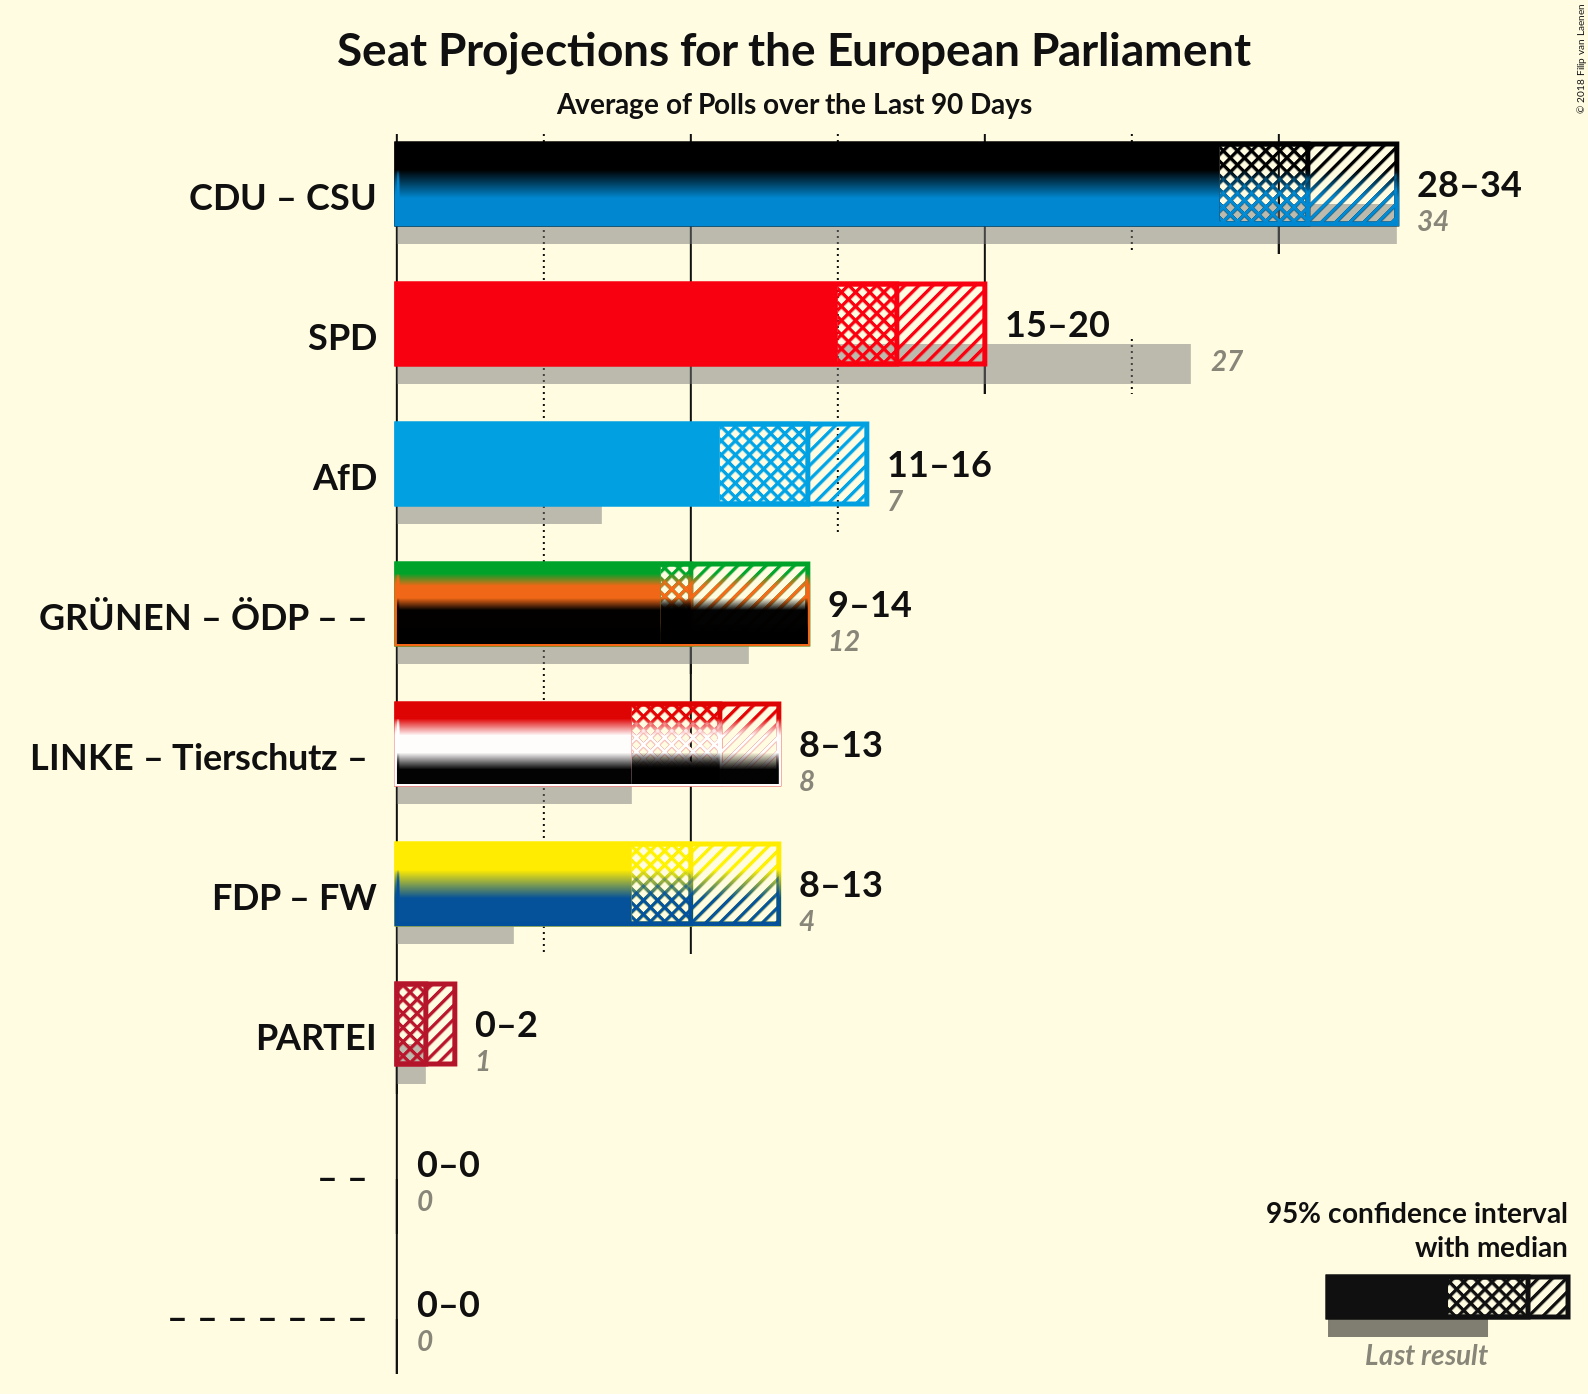 Seat Projections for the European Parliament
Average of Polls over the Last 90 Days
© 2018 Filip van Laenen
CDU – CSU
28–34
34
SPD
15–20
27
AfD
11–16
7
GRÜNEN – ÖDP – –
9–14
12
LINKE – Tierschutz –
8–13
8
FDP – FW
8–13
4
PARTEI
0–2
1
– –
0–0
0
– – – – – – –
0–0
0
95% confidence interval
with median
Last result